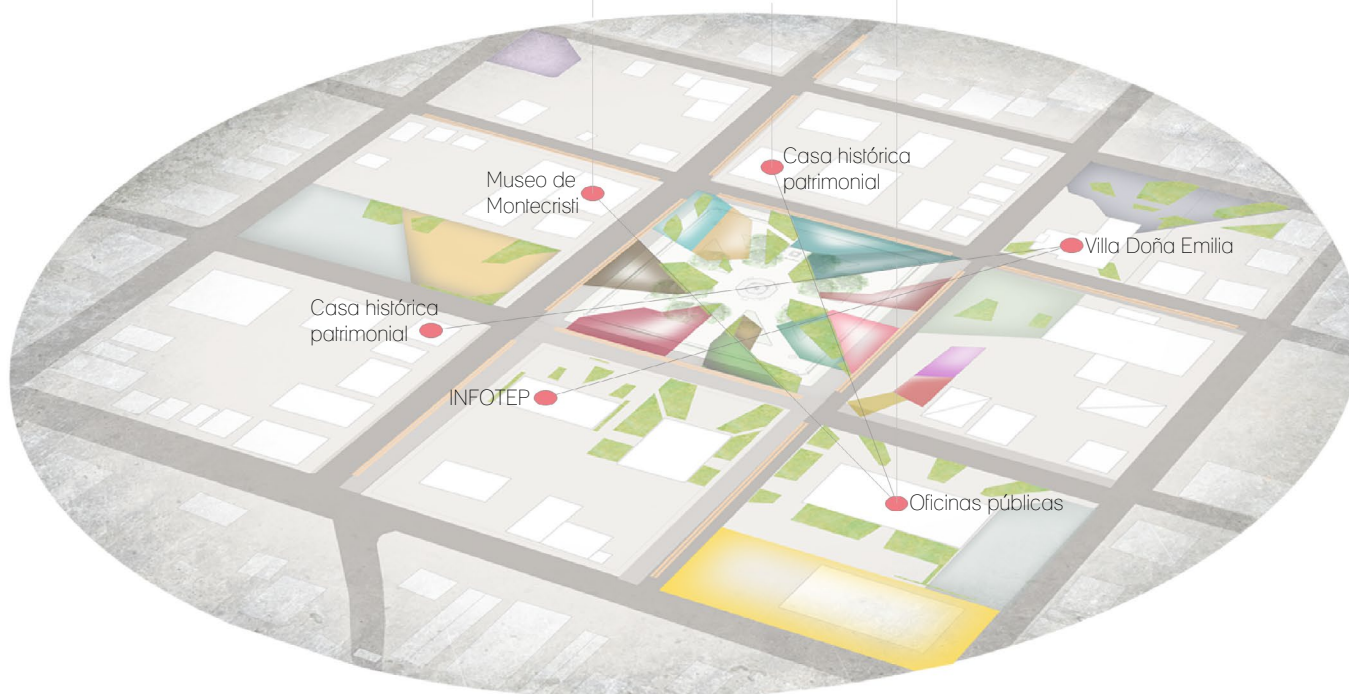 Casa histórica
patrimonial
Museo de
Montecristi
Villa Doña Emilia
Casa histórica
patrimonial
INFOTEP
Oficinas públicas